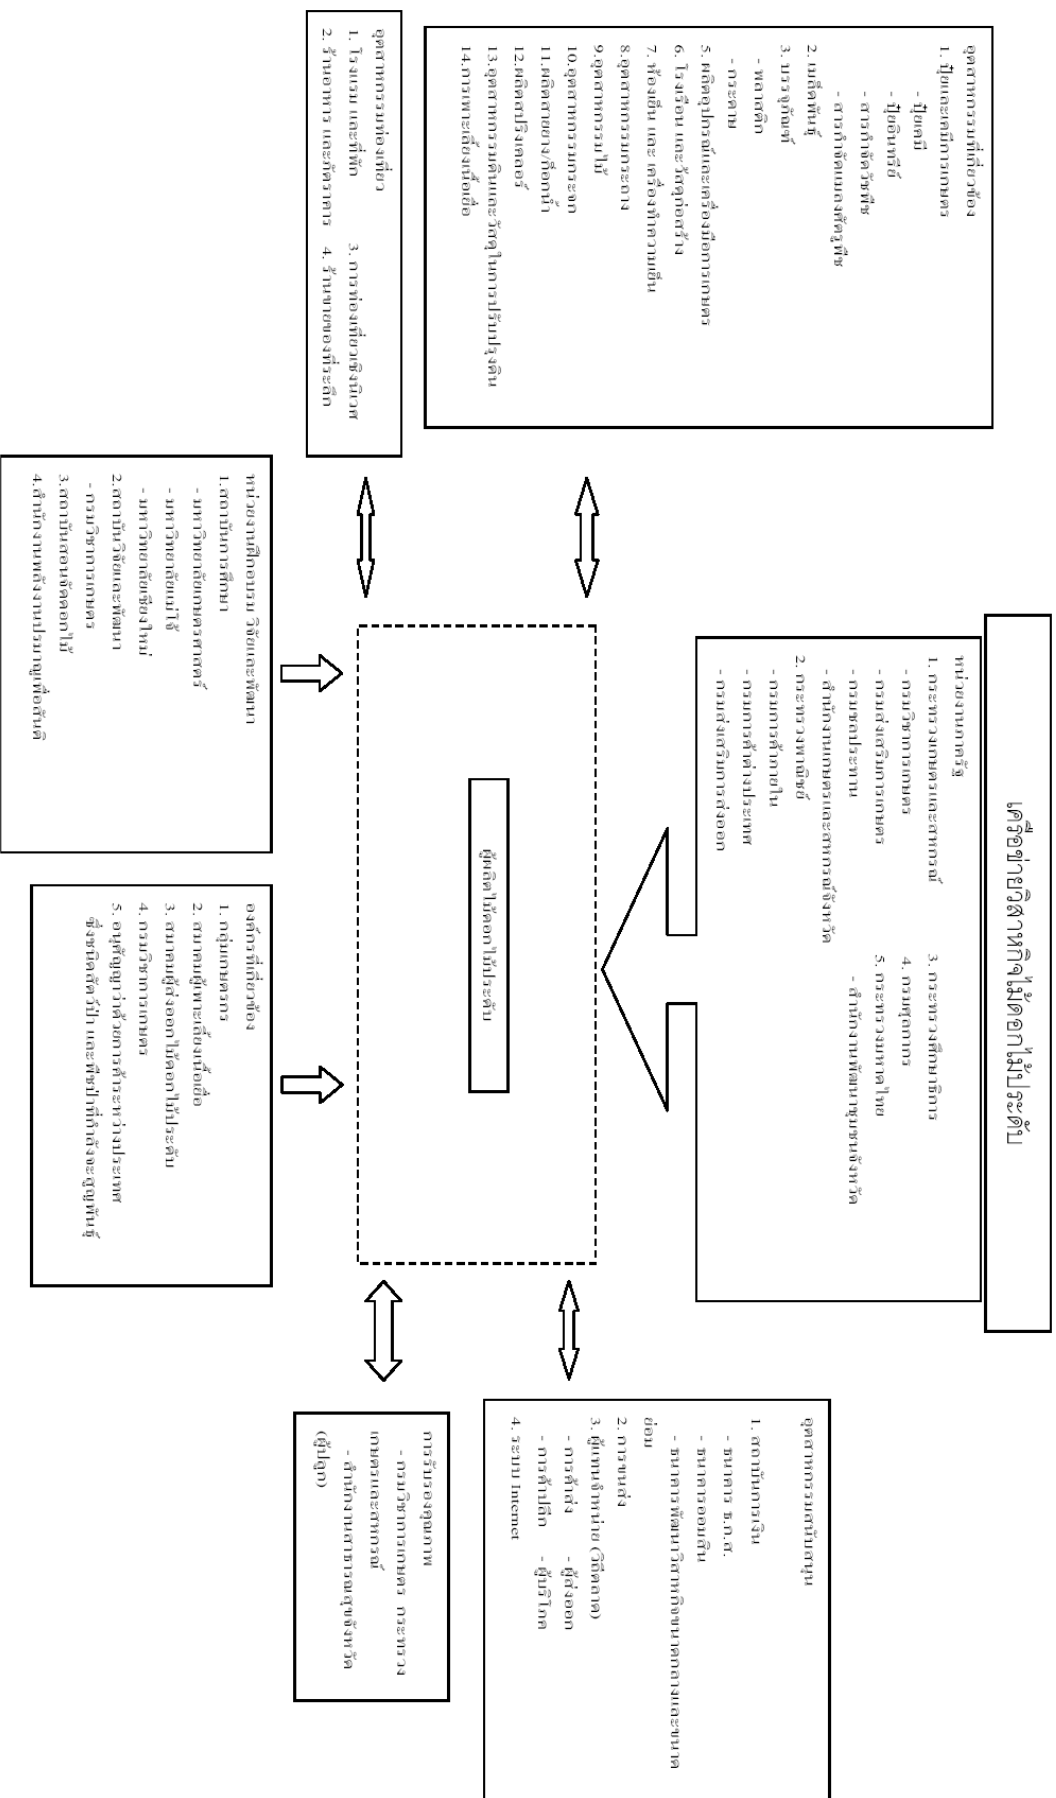 เครือข่ายวิสาหกิจไม้ดอกไม้ประดับ
อุตสาหกรรมที่เกี่ยวข้อง
1. ปุ๋ยและเคมีการเกษตร
- ปุ๋ยเคมี
- ปุ๋ยอินทรีย์
- สารกำจัดวัชพืช
- สารกำจัดแมลงศัตรูพืช
2. เมล็ดพันธุ์
3. บรรจุภัณฑ์
- พลาสติก
- กระดาษ
5. ผลิตอุปกรณ์และเครื่องมือการเกษตร
6. โรงเรือน และวัสดุก่อสร้าง
7. ห้องเย็น และ เครื่องทำความเย็น
8.อุตสาหกรรมกระถาง
9.อุตสาหกรรมไม้
10.อุตสาหกรรมกระจก
11.ผลิตสายยาง/ก๊อกน้ำ
12.ผลิตสปริงเคลอร์
13.อุตสาหกรรมดินและวัสดุในการปรับปรุงดิน
14.การเพาะเลี้ยงเนื้อเยื่อ
หน่วยงานภาครัฐ
1. กระทรวงเกษตรและสหกรณ์ 3. กระทรวงศึกษาธิการ
- กรมวิชาการเกษตร 4. กรมศุลกากร
- กรมส่งเสริมการเกษตร 5. กระทรวงมหาดไทย
- กรมชลประทาน - สำนักงานพัฒนาชุมชนจังหวัด
- สำนักงานเกษตรและสหกรณ์จังหวัด
2. กระทรวงพาณิชย์
- กรมการค้าภายใน
- กรมการค้าต่างประเทศ
- กรมส่งเสริมการส่งออก
อุตสาหกรรมสนับสนุน
1. สถาบันการเงิน
- ธนาคาร ธ.ก.ส.
- ธนาคารออมสิน
- ธนาคารพัฒนาวิสาหกิจขนาดกลางและขนาด
ย่อม
2. การขนส่ง
3. ผู้แทนจำหน่าย (วิถีตลาด)
- การค้าส่ง - ผู้ส่งออก
- การค้าปลีก - ผู้บริโภค
4. ระบบ Internet
ผู้ผลิตไม้ดอกไม้ประดับ
อุตสาหกรรมท่องเที่ยว
1. โรงแรม และที่พัก 3. การท่องเที่ยวเชิงนิเวศ
2. ร้านอาหาร และภัตราคาร 4. ร้านขายของที่ระลึก
การรับรองคุณภาพ
- กรมวิชาการเกษตร กระทรวง
เกษตรและสหกรณ์
- สำนักงานสาธารณสุขจังหวัด
(ผู้ปลูก)
หน่วยงานฝึกอบรม วิจัยและพัฒนา
1.สถาบันการศึกษา
- มหาวิทยาลัยเกษตรศาสตร์
- มหาวิทยาลัยแม่โจ้
- มหาวิทยาลัยเชียงใหม่
2.สถาบันวิจัยและพัฒนา
- กรมวิชาการเกษตร
3.สถาบันสอนจัดดอกไม้
4.สำนักงานพลังงานปรมาณูเพื่อสันติ
องค์กรที่เกี่ยวข้อง
1. กลุ่มเกษตรกร
2. สมาคมผู้เพาะเลี้ยงเนื้อเยื่อ
3. สมาคมผู้ส่งออกไม้ดอกไม้ประดับ
4. กรมวิชาการเกษตร
5. อนุสัญญาว่าด้วยการค้าระหว่างประเทศ
ซึ่งชนิดสัตว์ป่า และพืชป่าที่กำลังจะสูญพันธุ์